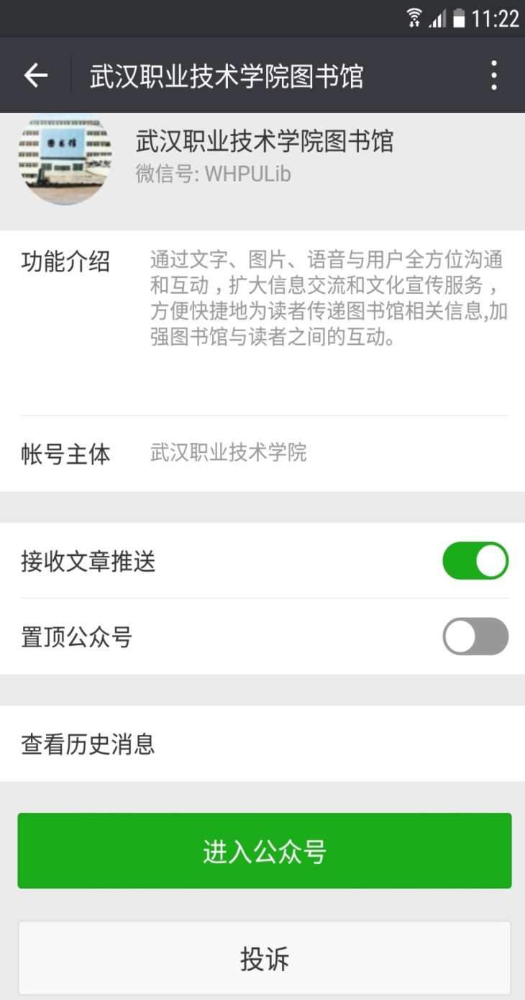 11:22
武汉职业技术学院图书馆
图书馆
武汉职业技术学院图书馆
微信号: WHPULib
功能介绍
通过文字、图片、语音与用户全方位沟通
和互动，扩大信息交流和文化宣传服务，
方便快捷地为读者传递图书馆相关信息,加
强图书馆与读者之间的互动。
帐号主体
武汉职业技术学院
接收文章推送
置顶公众号
查看历史消息
进入公众号
投诉